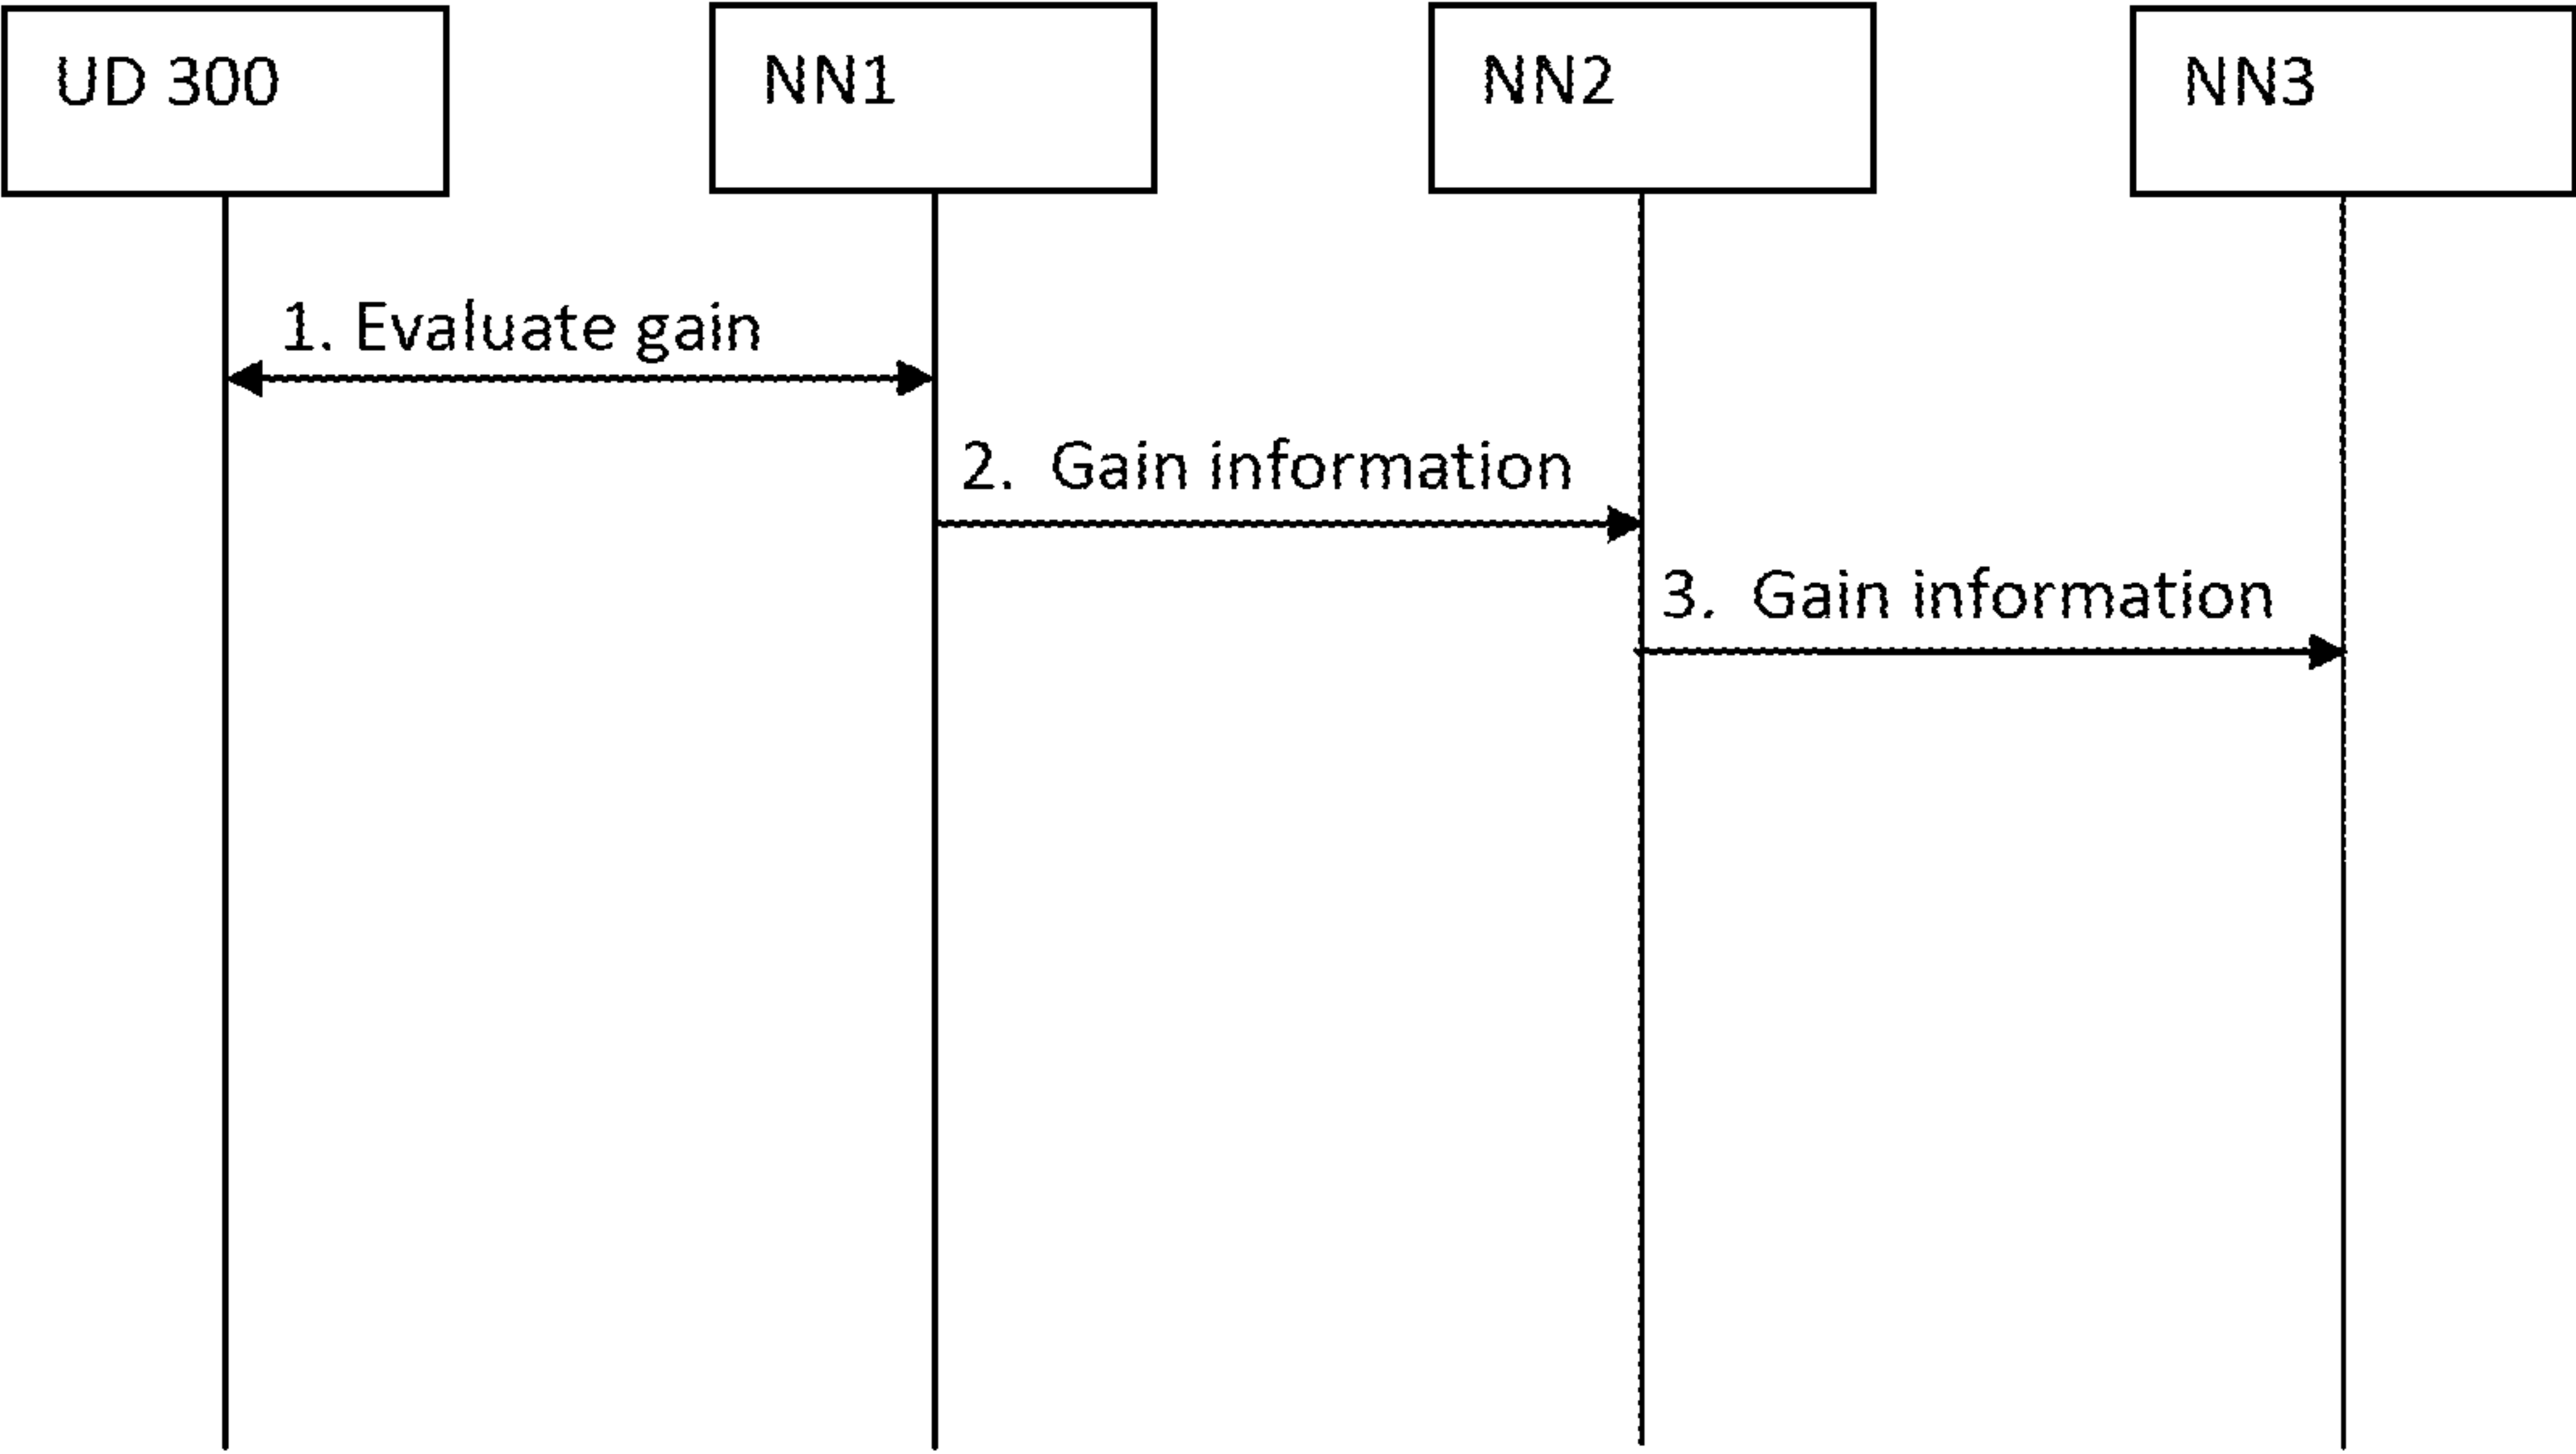 UD 300
NN1
NN2
NN3
1. Evaluate gain
2.  Gain information
3.  Gain information